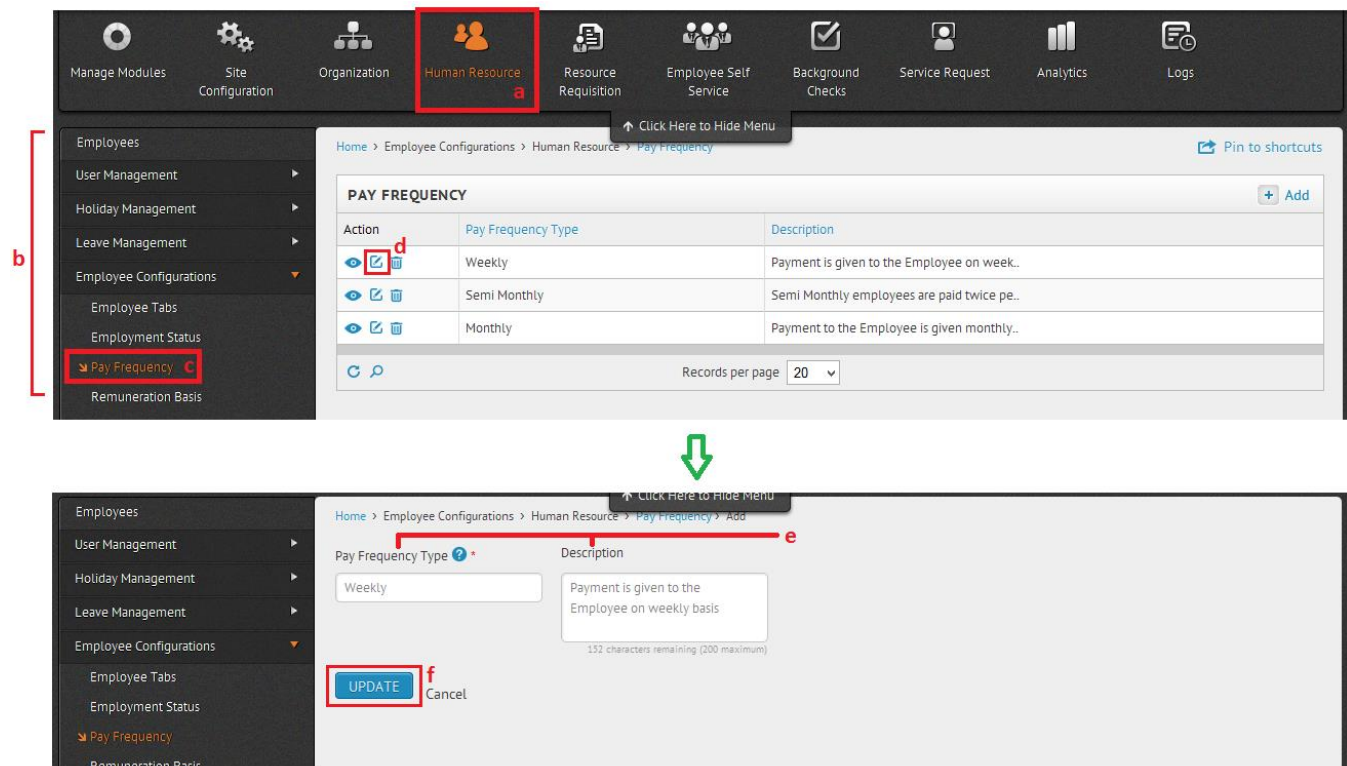 Manage Modules
Site
Configuration
Organization
Human Resource
a
Resource
Requisition
Employee Self
Service
Background
Checks
Service Request
Analytics
Logs
↑ Click Here to Hide Menu
b
Employees
User Management
Holiday Management
Leave Management
Employee Configurations
Employee Tabs
Employment Status
Pay Frequency c
Remuneration Basis
Home > Employee Configurations > Human Resource > Pay Frequency
Pin to shortcuts
PAY FREQUENCY
+ Add
Action Pay Frequency Type Description
d
Weekly Payment is given to the Employee on week..
Semi Monthly Semi Monthly employees are paid twice pe..
Monthly Payment to the Employee is given monthly..
Records per page 20
↑ Click Here to Hide Menu
Employees
User Management
Holiday Management
Leave Management
Employee Configurations
Employee Tabs
Employment Status
Pay Frequency
Remuneration Basis
Home > Employee Configurations > Human Resource > Pay Frequency > Add
e
Pay Frequency Type ? *
Weekly
Description
Payment is given to the
Employee on weekly basis
152 characters remaining (200 maximum)
UPDATE f
Cancel